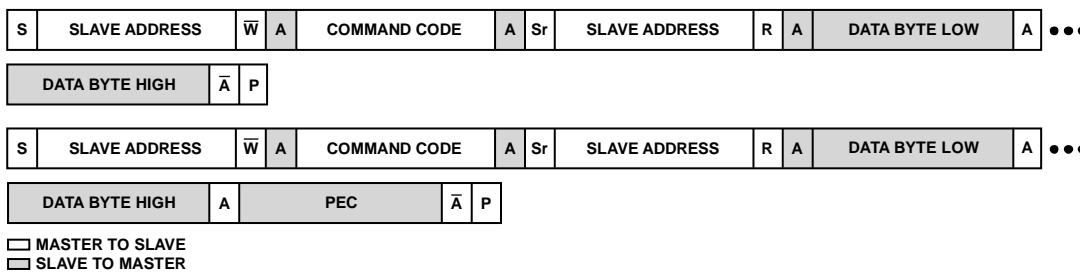 S SLAVE ADDRESS W̅ A COMMAND CODE A Sr SLAVE ADDRESS R A DATA BYTE LOW A •••
DATA BYTE HIGH A̅ P
S SLAVE ADDRESS W̅ A COMMAND CODE A Sr SLAVE ADDRESS R A DATA BYTE LOW A •••
DATA BYTE HIGH A PEC A̅ P
MASTER TO SLAVE
SLAVE TO MASTER